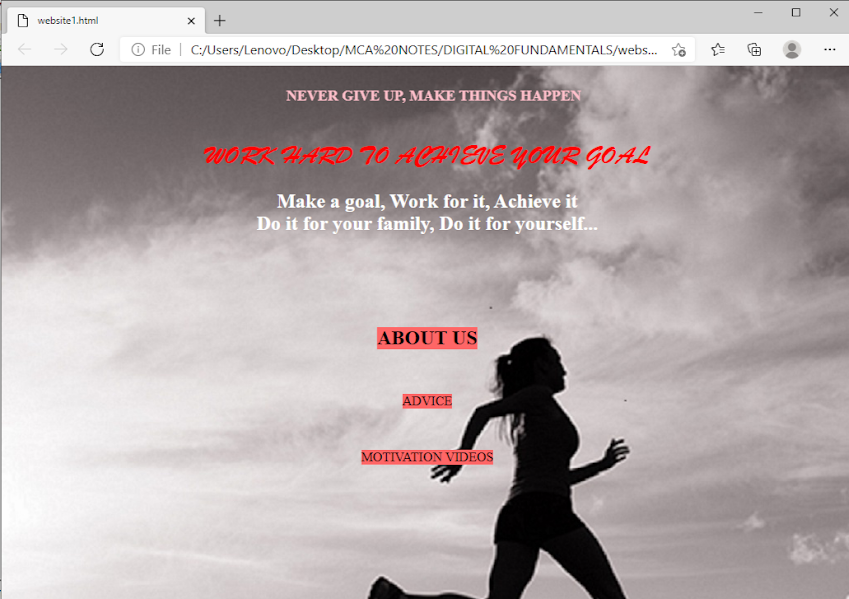 website1.html
File
C:/Users/Lenovo/Desktop/MCA%20NOTES/DIGITAL%20FUNDAMENTALS/webs...
NEVER GIVE UP, MAKE THINGS HAPPEN
WORK HARD TO ACHIEVE YOUR GOAL
Make a goal, Work for it, Achieve it
Do it for your family, Do it for yourself...
ABOUT US
ADVICE
MOTIVATION VIDEOS